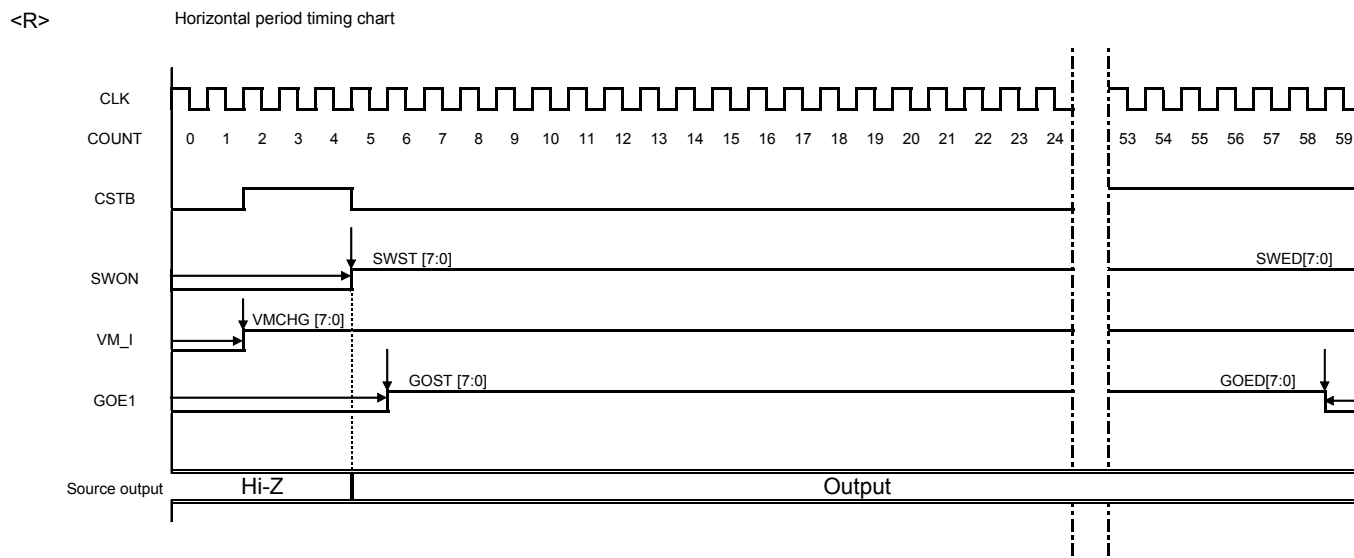 <R>
Horizontal period timing chart
CLK
COUNT 0 1 2 3 4 5 6 7 8 9 10 11 12 13 14 15 16 17 18 19 20 21 22 23 24 53 54 55 56 57 58 59
CSTB
SWON SWST [7:0] SWED[7:0]
VM_I VMCHG [7:0]
GOE1 GOST [7:0] GOED[7:0]
Source output Hi-Z Output